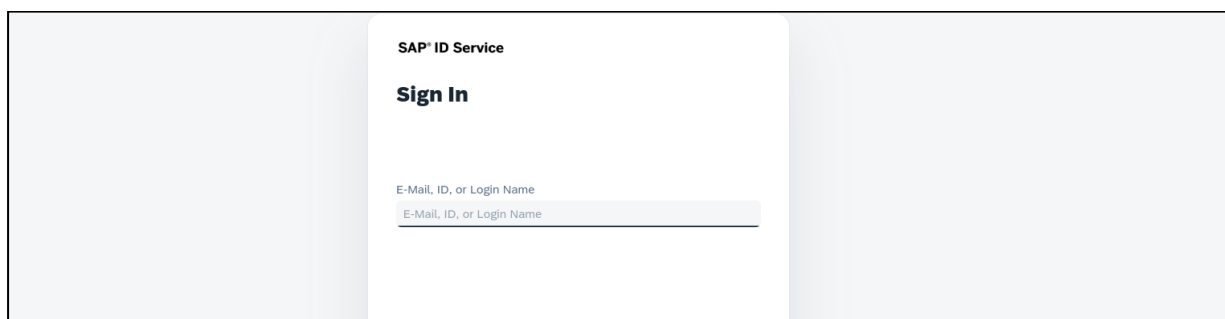 SAP® ID Service
Sign In
E-Mail, ID, or Login Name
E-Mail, ID, or Login Name